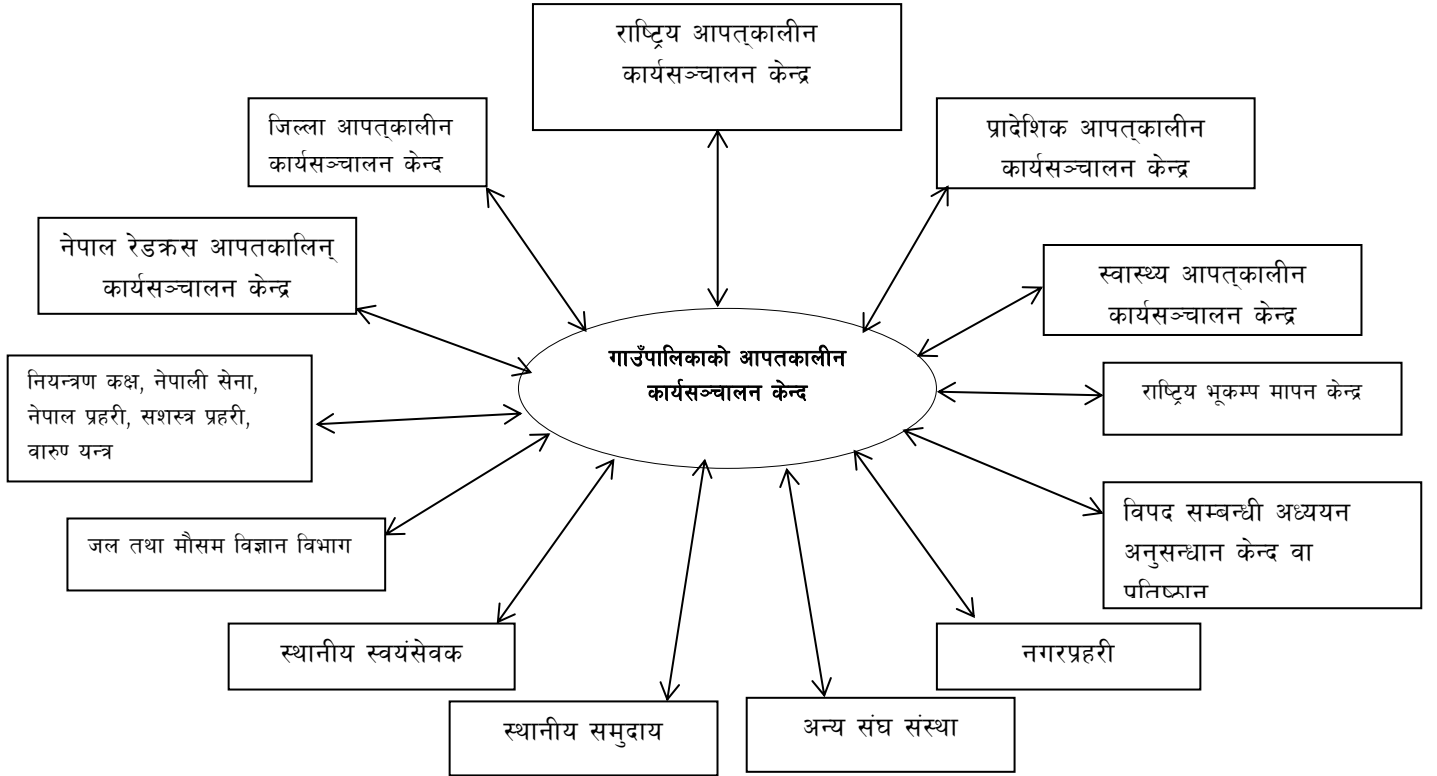 राष्ट्रिय आपत्‌कालीन
कार्यसञ्चालन केन्द्र
जिल्ला आपत्‌कालीन
कार्यसञ्चालन केन्द
प्रादेशिक आपत्‌कालीन
कार्यसञ्चालन केन्द्र
नेपाल रेडक्रस आपतकालिन्
कार्यसञ्चालन केन्द्र
स्वास्थ्य आपत्‌कालीन
कार्यसञ्चालन केन्द्र
गाउँपालिकाको आपतकालीन
कार्यसञ्चालन केन्द
नियन्त्रण कक्ष, नेपाली सेना,
नेपाल प्रहरी, सशस्त्र प्रहरी,
वारुण यन्त्र
राष्ट्रिय भूकम्प मापन केन्द्र
विपद सम्बन्धी अध्ययन
अनुसन्धान केन्द वा
प्रतिष्ठान
जल तथा मौसम विज्ञान विभाग
स्थानीय स्वयंसेवक
नगरप्रहरी
स्थानीय समुदाय
अन्य संघ संस्था